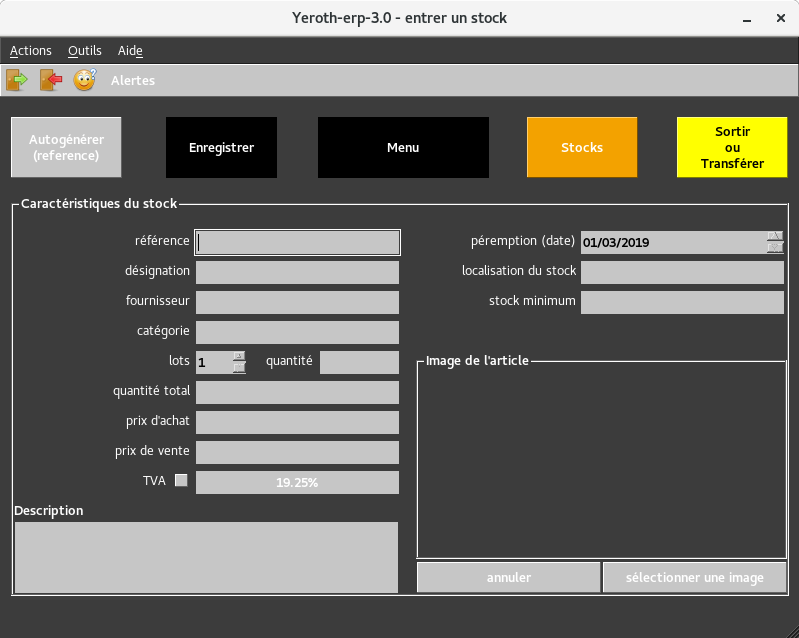 Yeroth-erp-3.0 - entrer un stock
Actions Outils Aide
Alertes
Autogénérer
(reference)
Enregistrer
Menu
Stocks
Sortir
ou
Transférer
Caractéristiques du stock
référence
désignation
fournisseur
catégorie
lots 1 quantité
quantité total
prix d'achat
prix de vente
TVA 19.25%
Description
péremption (date) 01/03/2019
localisation du stock
stock minimum
Image de l'article
annuler
sélectionner une image